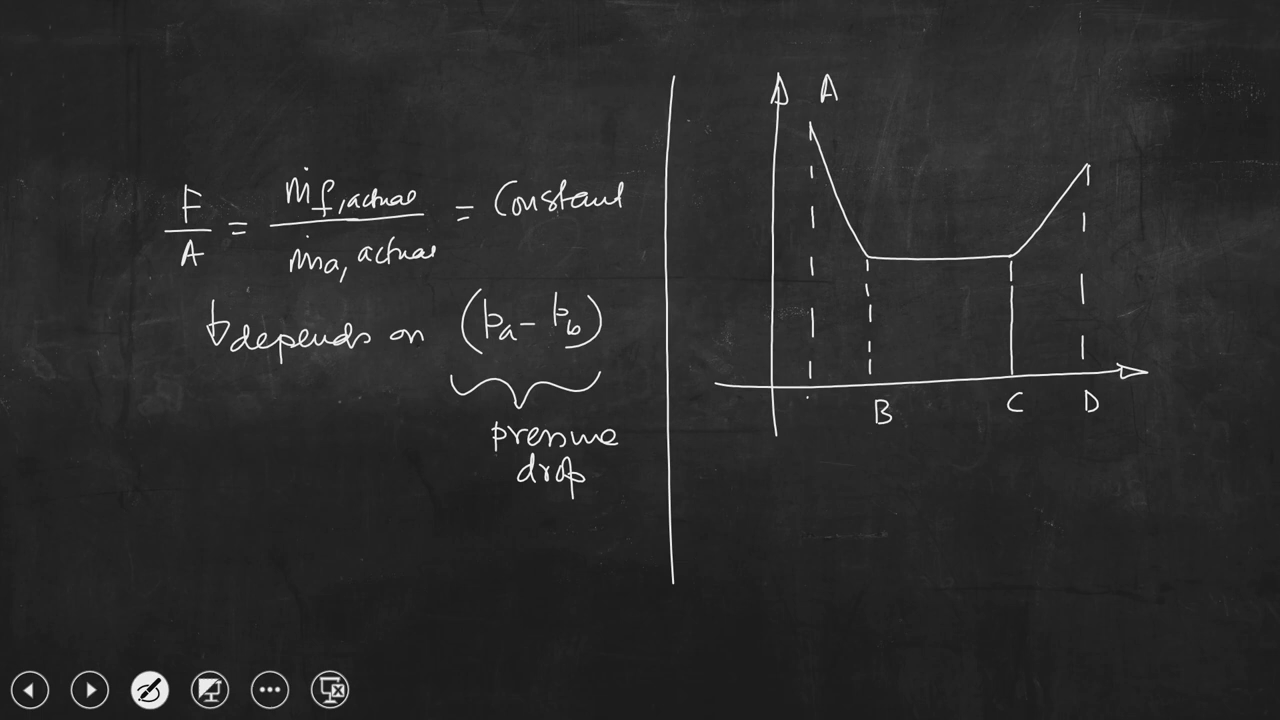 F/A = ṁf,actual/ṁa,actual = Constant
depends on (pa - pb)
pressure
drop
A
B C D